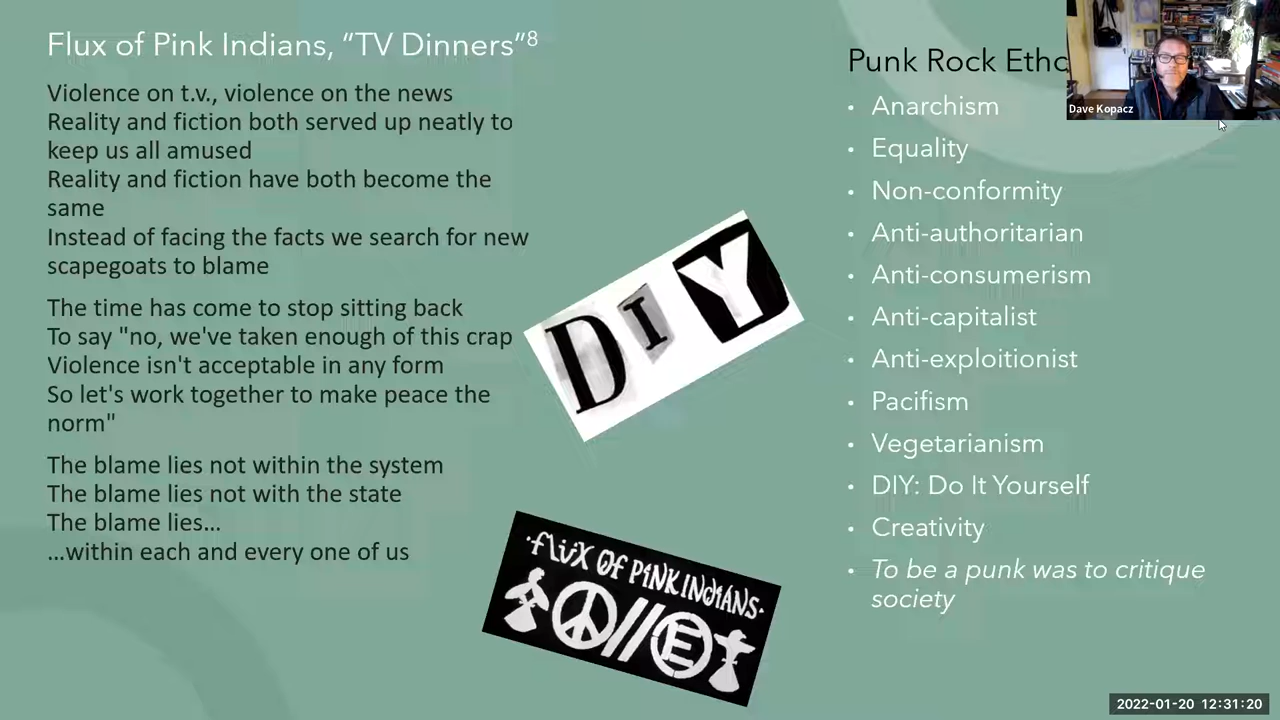 Flux of Pink Indians, “TV Dinners”8
Violence on t.v., violence on the news
Reality and fiction both served up neatly to
keep us all amused
Reality and fiction have both become the
same
Instead of facing the facts we search for new
scapegoats to blame
The time has come to stop sitting back
To say "no, we've taken enough of this crap
Violence isn't acceptable in any form
So let's work together to make peace the
norm"
The blame lies not within the system
The blame lies not with the state
The blame lies...
...within each and every one of us
DIY
FLUX OF PINK INDIANS
E
Punk Rock Etho
• Anarchism
• Equality
• Non-conformity
• Anti-authoritarian
• Anti-consumerism
• Anti-capitalist
• Anti-exploitionist
• Pacifism
• Vegetarianism
• DIY: Do It Yourself
• Creativity
• To be a punk was to critique
society
Dave Kopacz
2022-01-20 12:31:20